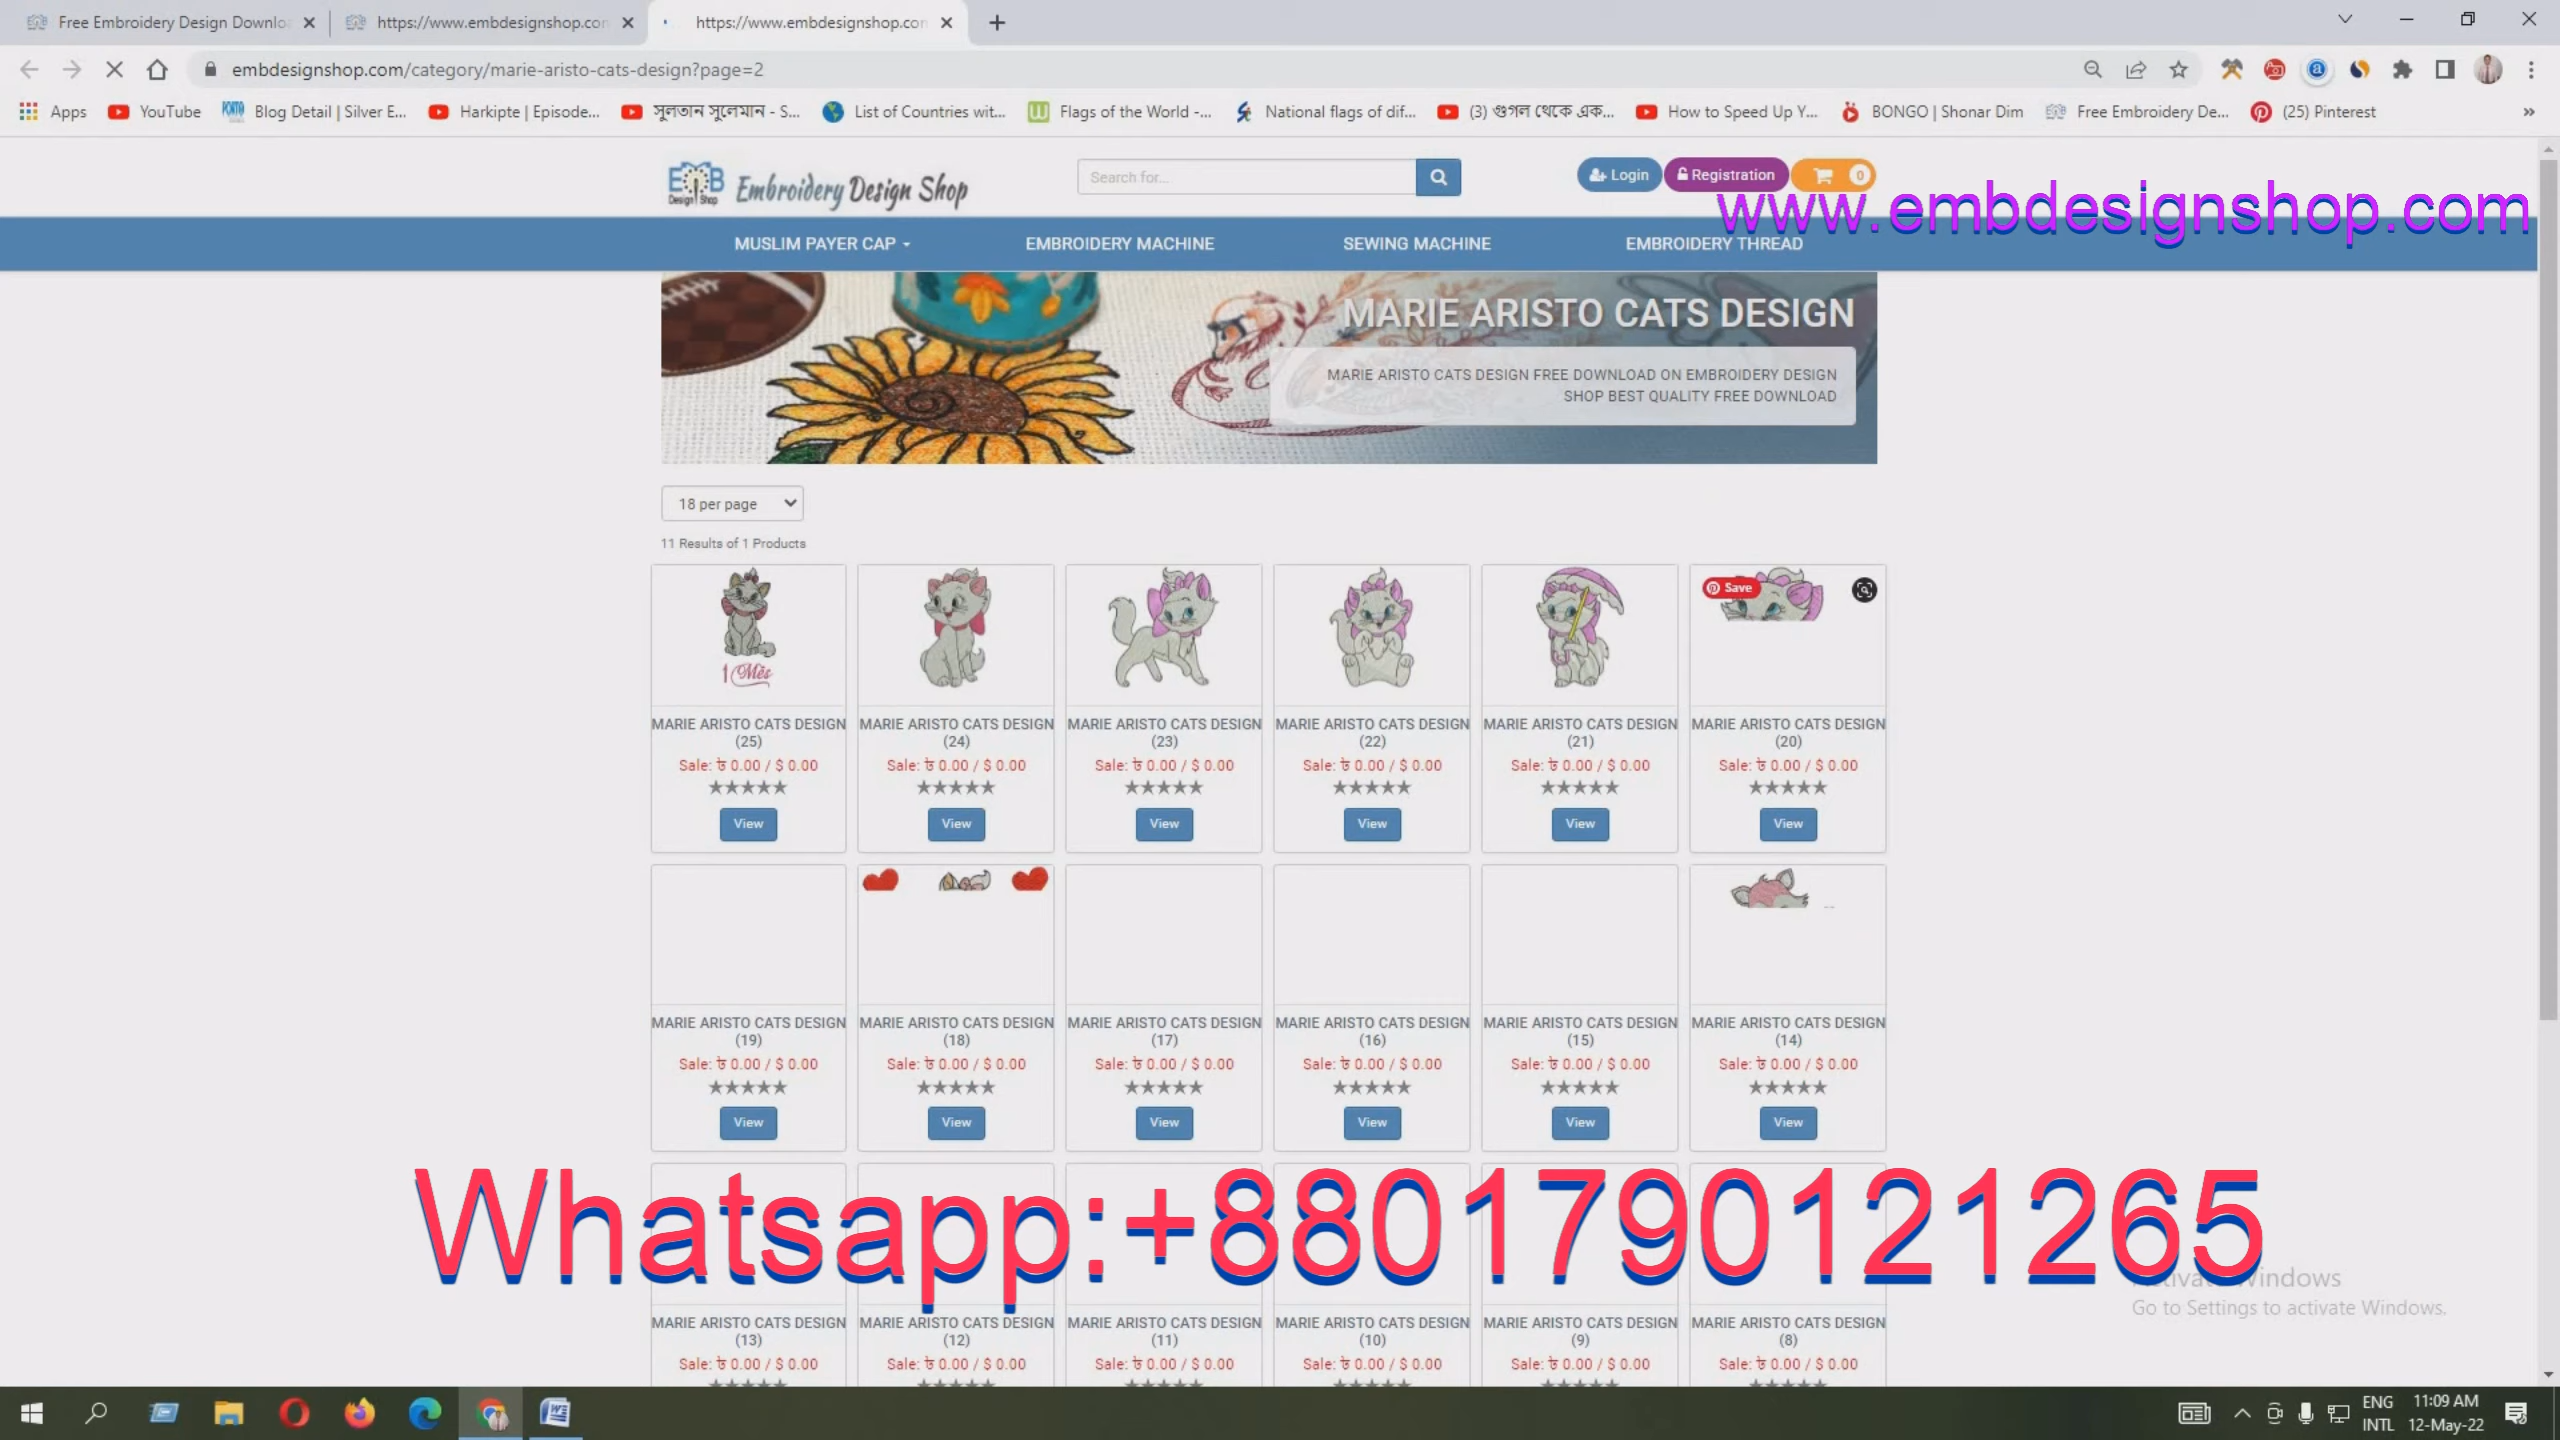 Free Embroidery Design Downlo
https://www.embdesignshop.con
https://www.embdesignshop.con
embdesignshop.com/category/marie-aristo-cats-design?page=2
Apps
YouTube
Blog Detail | Silver E...
Harkipte | Episode...
সুলতান সুলেমান - S...
List of Countries wit...
Flags of the World -...
National flags of dif...
(3) গুগল থেকে এক...
How to Speed Up Y...
BONGO | Shonar Dim
Free Embroidery De...
(25) Pinterest
»
EMB Design Shop
Embroidery Design Shop
Search for...
Login
Registration
0
www.embdesignshop.com
MUSLIM PAYER CAP
EMBROIDERY MACHINE
SEWING MACHINE
EMBROIDERY THREAD
MARIE ARISTO CATS DESIGN
MARIE ARISTO CATS DESIGN FREE DOWNLOAD ON EMBROIDERY DESIGN
SHOP BEST QUALITY FREE DOWNLOAD
18 per page
11 Results of 1 Products
1 Mês
Save
MARIE ARISTO CATS DESIGN
(25)
Sale: ৳ 0.00 / $ 0.00
★★★★★
View
MARIE ARISTO CATS DESIGN
(24)
Sale: ৳ 0.00 / $ 0.00
★★★★★
View
MARIE ARISTO CATS DESIGN
(23)
Sale: ৳ 0.00 / $ 0.00
★★★★★
View
MARIE ARISTO CATS DESIGN
(22)
Sale: ৳ 0.00 / $ 0.00
★★★★★
View
MARIE ARISTO CATS DESIGN
(21)
Sale: ৳ 0.00 / $ 0.00
★★★★★
View
MARIE ARISTO CATS DESIGN
(20)
Sale: ৳ 0.00 / $ 0.00
★★★★★
View
MARIE ARISTO CATS DESIGN
(19)
Sale: ৳ 0.00 / $ 0.00
★★★★★
View
MARIE ARISTO CATS DESIGN
(18)
Sale: ৳ 0.00 / $ 0.00
★★★★★
View
MARIE ARISTO CATS DESIGN
(17)
Sale: ৳ 0.00 / $ 0.00
★★★★★
View
MARIE ARISTO CATS DESIGN
(16)
Sale: ৳ 0.00 / $ 0.00
★★★★★
View
MARIE ARISTO CATS DESIGN
(15)
Sale: ৳ 0.00 / $ 0.00
★★★★★
View
MARIE ARISTO CATS DESIGN
(14)
Sale: ৳ 0.00 / $ 0.00
★★★★★
View
Whatsapp:+8801790121265
Activate Windows
Go to Settings to activate Windows.
MARIE ARISTO CATS DESIGN
(13)
Sale: ৳ 0.00 / $ 0.00
MARIE ARISTO CATS DESIGN
(12)
Sale: ৳ 0.00 / $ 0.00
MARIE ARISTO CATS DESIGN
(11)
Sale: ৳ 0.00 / $ 0.00
MARIE ARISTO CATS DESIGN
(10)
Sale: ৳ 0.00 / $ 0.00
MARIE ARISTO CATS DESIGN
(9)
Sale: ৳ 0.00 / $ 0.00
MARIE ARISTO CATS DESIGN
(8)
Sale: ৳ 0.00 / $ 0.00
ENG
INTL
11:09 AM
12-May-22